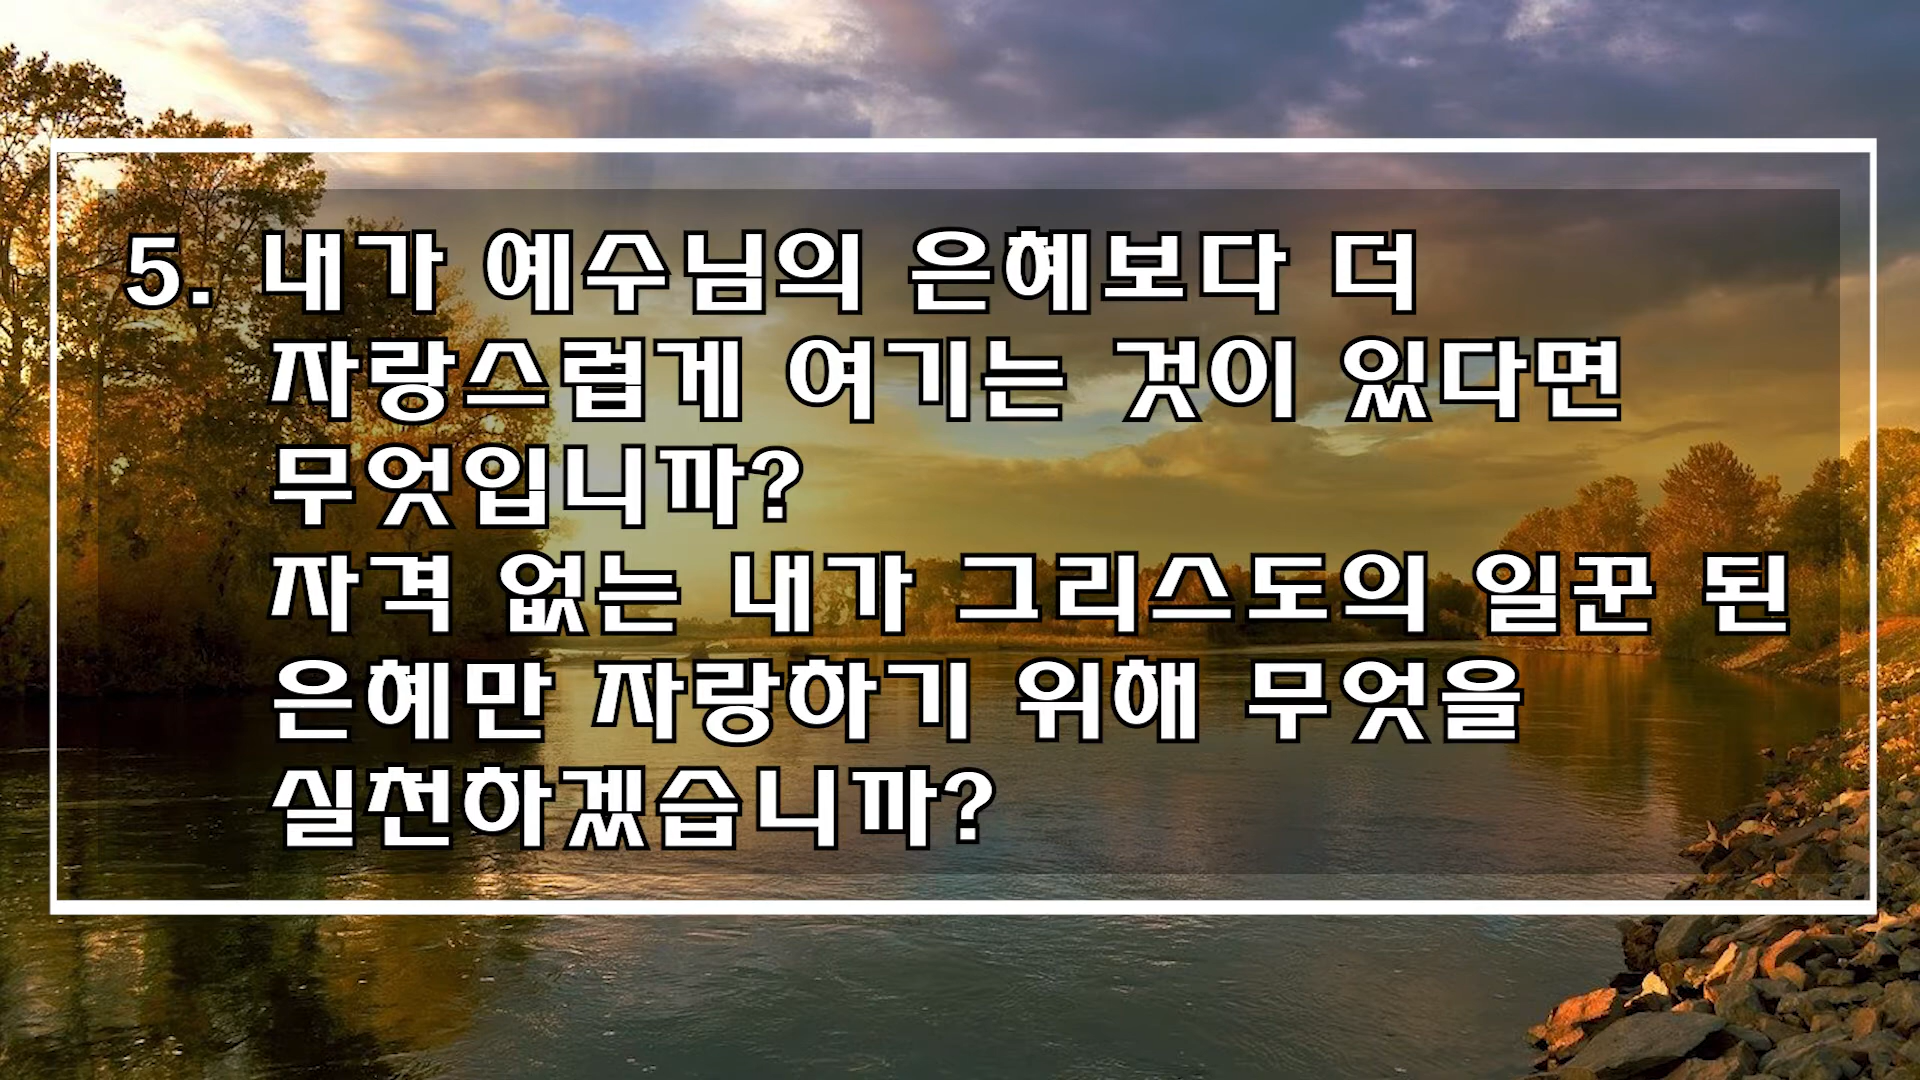 5. 내가 예수님의 은혜보다 더
자랑스럽게 여기는 것이 있다면
무엇입니까?
자격 없는 내가 그리스도의 일꾼 된
은혜만 자랑하기 위해 무엇을
실천하겠습니까?